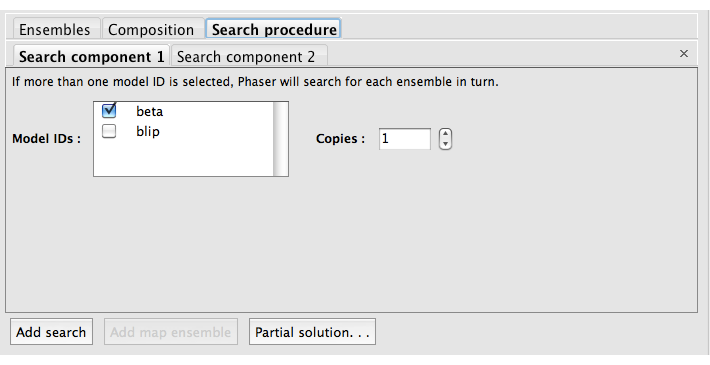 Ensembles Composition Search procedure
Search component 1 Search component 2 ×
If more than one model ID is selected, Phaser will search for each ensemble in turn.
beta
Model IDs : blip Copies : 1
Add search Add map ensemble Partial solution. . .